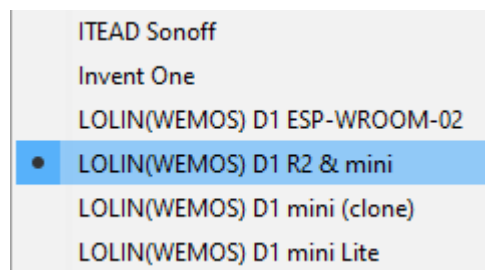 ITEAD Sonoff
Invent One
LOLIN(WEMOS) D1 ESP-WROOM-02
LOLIN(WEMOS) D1 R2 & mini
LOLIN(WEMOS) D1 mini (clone)
LOLIN(WEMOS) D1 mini Lite